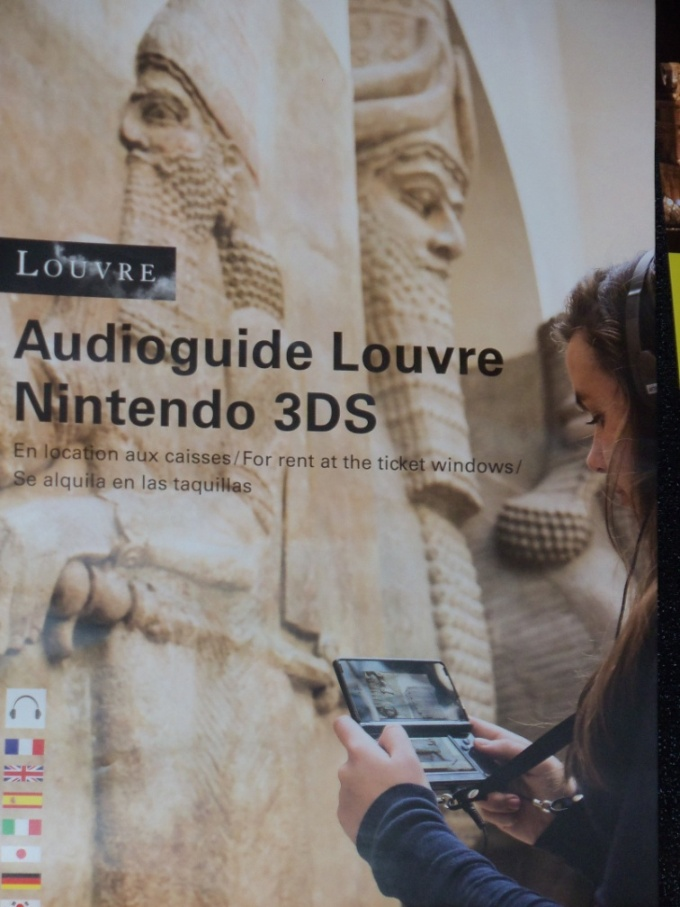 LOUVRE
Audioguide Louvre
Nintendo 3DS
En location aux caisses/For rent at the ticket windows/
Se alquila en las taquillas